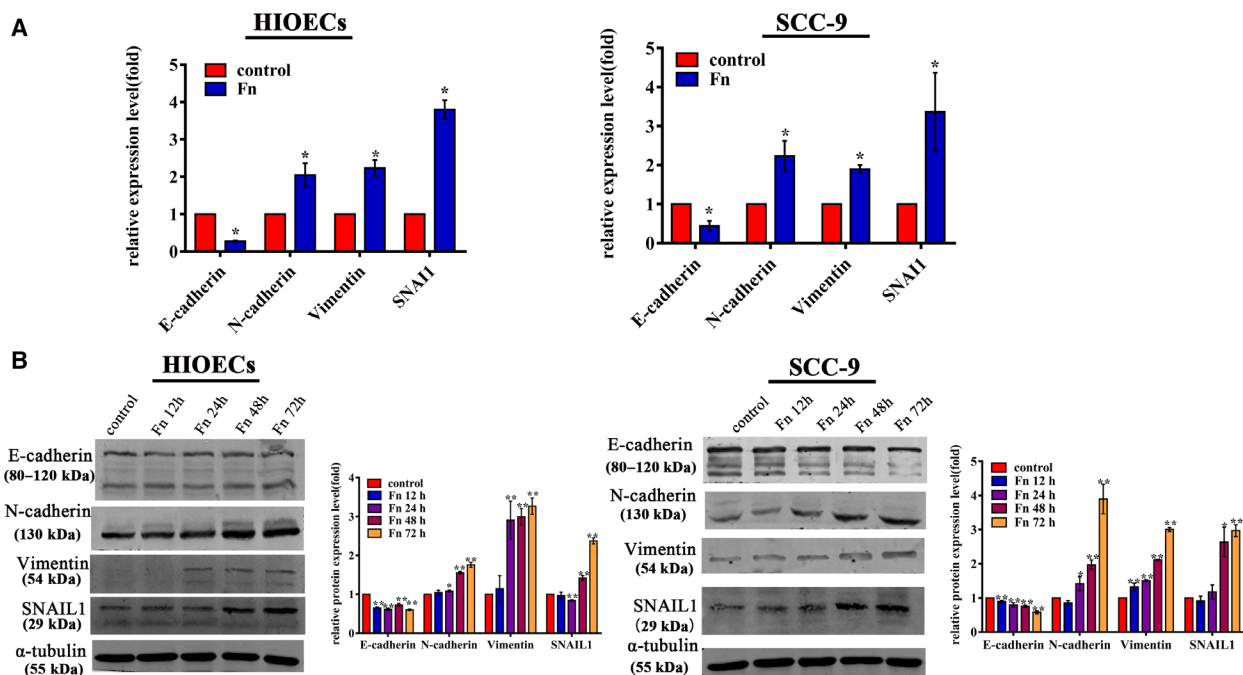 A
HIOECs
relative expression level(fold)
5
4
3
2
1
0
control
Fn
*
*
*
*
E-cadherin
N-cadherin
Vimentin
SNAI1
SCC-9
relative expression level(fold)
5
4
3
2
1
0
control
Fn
*
*
*
*
E-cadherin
N-cadherin
Vimentin
SNAI1
B
HIOECs
control
Fn 12h
Fn 24h
Fn 48h
Fn 72h
E-cadherin
(80–120 kDa)
N-cadherin
(130 kDa)
Vimentin
(54 kDa)
SNAIL1
(29 kDa)
α-tubulin
(55 kDa)
relative protein expression level(fold)
4
3
2
1
0
control
Fn 12 h
Fn 24 h
Fn 48 h
Fn 72 h
** ** ** **
* ** **
** ** **
** ** **
E-cadherin
N-cadherin
Vimentin
SNAIL1
SCC-9
control
Fn 12h
Fn 24h
Fn 48h
Fn 72h
E-cadherin
(80–120 kDa)
N-cadherin
(130 kDa)
Vimentin
(54 kDa)
SNAIL1
(29 kDa)
α-tubulin
(55 kDa)
relative protein expression level(fold)
5
4
3
2
1
0
control
Fn 12 h
Fn 24 h
Fn 48 h
Fn 72 h
** ** ** **
* ** **
** ** ** **
* **
E-cadherin
N-cadherin
Vimentin
SNAIL1